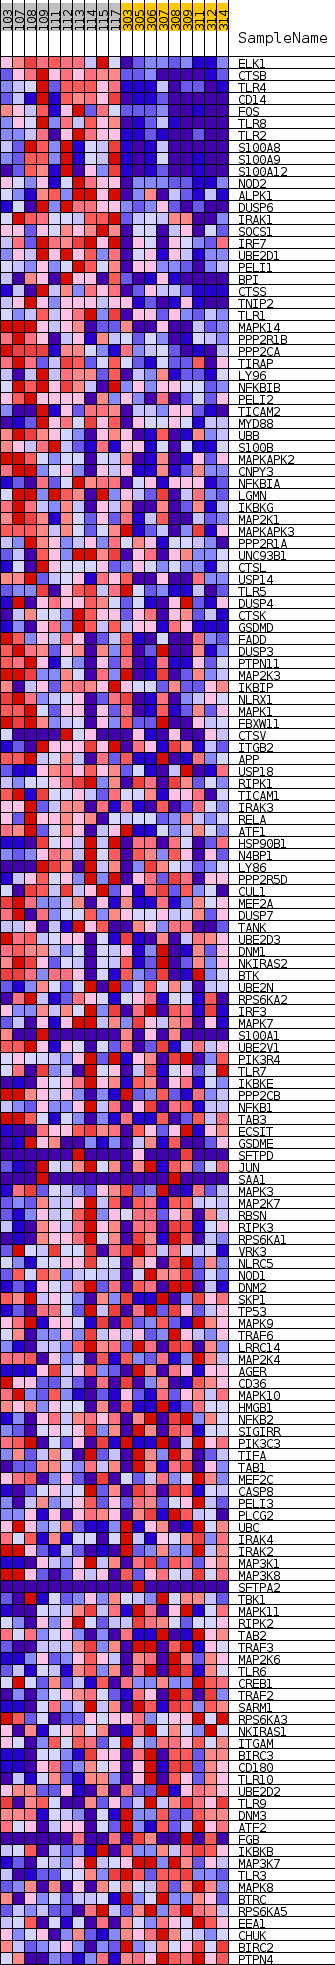 103 107 108 109 111 112 113 114 115 117 303 305 306 307 308 309 311 312 314
SampleName
ELK1
CTSB
TLR4
CD14
FOS
TLR8
TLR2
S100A8
S100A9
S100A12
NOD2
ALPK1
DUSP6
IRAK1
SOCS1
IRF7
UBE2D1
PELI1
BPI
CTSS
TNIP2
TLR1
MAPK14
PPP2R1B
PPP2CA
TIRAP
LY96
NFKBIB
PELI2
TICAM2
MYD88
UBB
S100B
MAPKAPK2
CNPY3
NFKBIA
LGMN
IKBKG
MAP2K1
MAPKAPK3
PPP2R1A
UNC93B1
CTSL
USP14
TLR5
DUSP4
CTSK
GSDMD
FADD
DUSP3
PTPN11
MAP2K3
IKBIP
NLRX1
MAPK1
FBXW11
CTSV
ITGB2
APP
USP18
RIPK1
TICAM1
IRAK3
RELA
ATF1
HSP90B1
N4BP1
LY86
PPP2R5D
CUL1
MEF2A
DUSP7
TANK
UBE2D3
DNM1
NKIRAS2
BTK
UBE2N
RPS6KA2
IRF3
MAPK7
S100A1
UBE2V1
PIK3R4
TLR7
IKBKE
PPP2CB
NFKB1
TAB3
ECSIT
GSDME
SFTPD
JUN
SAA1
MAPK3
MAP2K7
RBSN
RIPK3
RPS6KA1
VRK3
NLRC5
NOD1
DNM2
SKP1
TP53
MAPK9
TRAF6
LRRC14
MAP2K4
AGER
CD36
MAPK10
HMGB1
NFKB2
SIGIRR
PIK3C3
TIFA
TAB1
MEF2C
CASP8
PELI3
PLCG2
UBC
IRAK4
IRAK2
MAP3K1
MAP3K8
SFTPA2
TBK1
MAPK11
RIPK2
TAB2
TRAF3
MAP2K6
TLR6
CREB1
TRAF2
SARM1
RPS6KA3
NKIRAS1
ITGAM
BIRC3
CD180
TLR10
UBE2D2
TLR9
DNM3
ATF2
FGB
IKBKB
MAP3K7
TLR3
MAPK8
BTRC
RPS6KA5
EEA1
CHUK
BIRC2
PTPN4